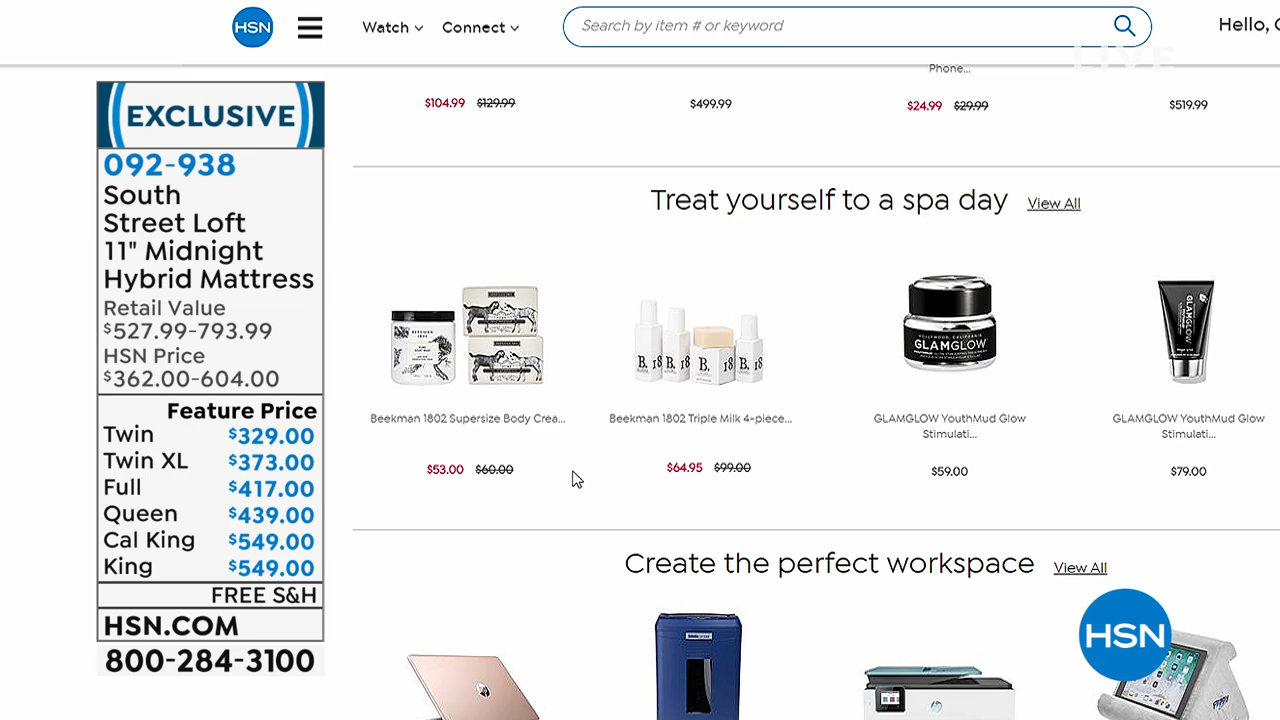 HSN
Watch
Connect
Search by item # or keyword
Hello,
LIVE
Phone...
$104.99 $129.99
$499.99
$24.99 $29.99
$519.99
EXCLUSIVE
092-938
South
Street Loft
11" Midnight
Hybrid Mattress
Retail Value
$527.99-793.99
HSN Price
$362.00-604.00
Feature Price
Twin $329.00
Twin XL $373.00
Full $417.00
Queen $439.00
Cal King $549.00
King $549.00
FREE S&H
HSN.COM
800-284-3100
Treat yourself to a spa day View All
GLAMGLOW
GLAMGLOW
Beekman 1802 Supersize Body Crea...
$53.00 $60.00
Beekman 1802 Triple Milk 4-piece...
$64.95 $99.00
GLAMGLOW YouthMud Glow
Stimulati...
$59.00
GLAMGLOW YouthMud Glow
Stimulati...
$79.00
Create the perfect workspace View All
HSN